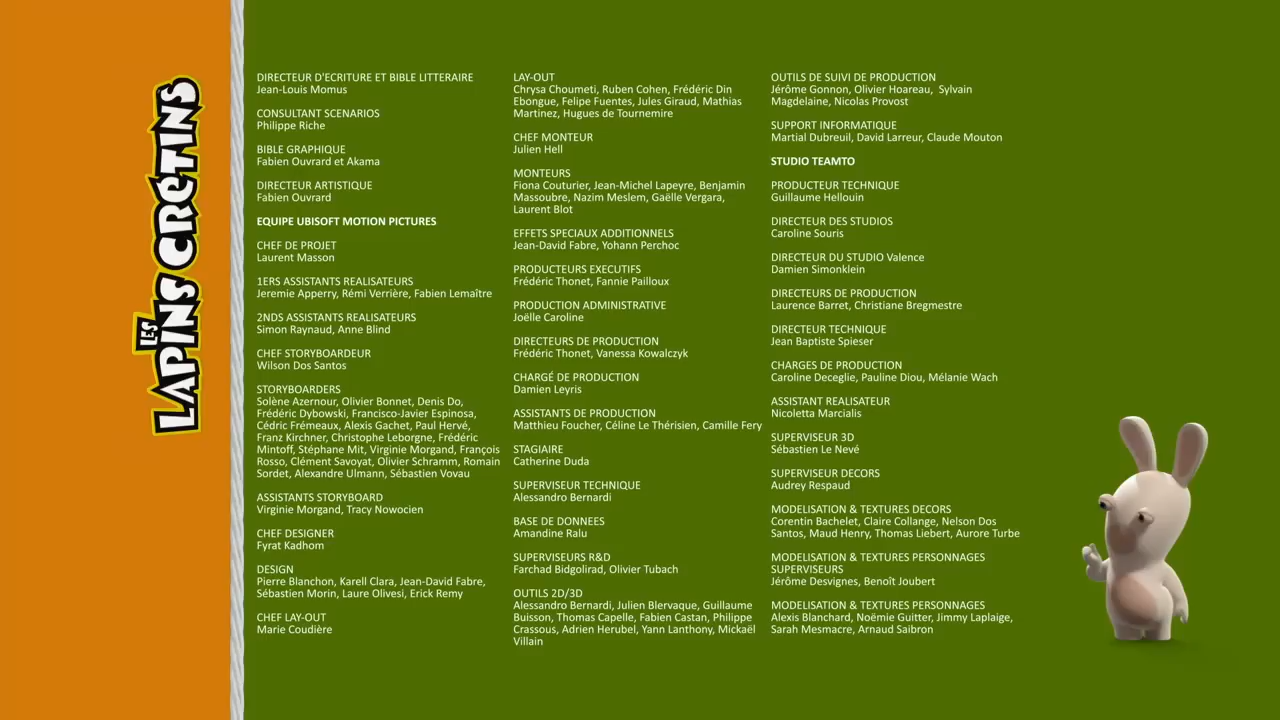 LES
LAPINS CRÉTINS
DIRECTEUR D'ECRITURE ET BIBLE LITTERAIRE
Jean-Louis Momus
CONSULTANT SCENARIOS
Philippe Riche
BIBLE GRAPHIQUE
Fabien Ouvrard et Akama
DIRECTEUR ARTISTIQUE
Fabien Ouvrard
EQUIPE UBISOFT MOTION PICTURES
CHEF DE PROJET
Laurent Masson
1ERS ASSISTANTS REALISATEURS
Jeremie Apperry, Rémi Verrière, Fabien Lemaître
2NDS ASSISTANTS REALISATEURS
Simon Raynaud, Anne Blind
CHEF STORYBOARDEUR
Wilson Dos Santos
STORYBOARDERS
Solène Azernour, Olivier Bonnet, Denis Do,
Frédéric Dybowski, Francisco-Javier Espinosa,
Cédric Frémeaux, Alexis Gachet, Paul Hervé,
Franz Kirchner, Christophe Leborgne, Frédéric
Mintoff, Stéphane Mit, Virginie Morgand, François
Rosso, Clément Savoyat, Olivier Schramm, Romain
Sordet, Alexandre Ulmann, Sébastien Vovau
ASSISTANTS STORYBOARD
Virginie Morgand, Tracy Nowocien
CHEF DESIGNER
Fyrat Kadhom
DESIGN
Pierre Blanchon, Karell Clara, Jean-David Fabre,
Sébastien Morin, Laure Olivesi, Erick Remy
CHEF LAY-OUT
Marie Coudière
LAY-OUT
Chrysa Choumeti, Ruben Cohen, Frédéric Din
Ebongue, Felipe Fuentes, Jules Giraud, Mathias
Martinez, Hugues de Tournemire
CHEF MONTEUR
Julien Hell
MONTEURS
Fiona Couturier, Jean-Michel Lapeyre, Benjamin
Massoubre, Nazim Meslem, Gaëlle Vergara,
Laurent Blot
EFFETS SPECIAUX ADDITIONNELS
Jean-David Fabre, Yohann Perchoc
PRODUCTEURS EXECUTIFS
Frédéric Thonet, Fannie Pailloux
PRODUCTION ADMINISTRATIVE
Joëlle Caroline
DIRECTEURS DE PRODUCTION
Frédéric Thonet, Vanessa Kowalczyk
CHARGÉ DE PRODUCTION
Damien Leyris
ASSISTANTS DE PRODUCTION
Matthieu Foucher, Céline Le Thérisien, Camille Fery
STAGIAIRE
Catherine Duda
SUPERVISEUR TECHNIQUE
Alessandro Bernardi
BASE DE DONNEES
Amandine Ralu
SUPERVISEURS R&D
Farchad Bidgolirad, Olivier Tubach
OUTILS 2D/3D
Alessandro Bernardi, Julien Blervaque, Guillaume
Buisson, Thomas Capelle, Fabien Castan, Philippe
Crassous, Adrien Herubel, Yann Lanthony, Mickaël
Villain
OUTILS DE SUIVI DE PRODUCTION
Jérôme Gonnon, Olivier Hoareau, Sylvain
Magdelaine, Nicolas Provost
SUPPORT INFORMATIQUE
Martial Dubreuil, David Larreur, Claude Mouton
STUDIO TEAMTO
PRODUCTEUR TECHNIQUE
Guillaume Hellouin
DIRECTEUR DES STUDIOS
Caroline Souris
DIRECTEUR DU STUDIO Valence
Damien Simonklein
DIRECTEURS DE PRODUCTION
Laurence Barret, Christiane Bregmestre
DIRECTEUR TECHNIQUE
Jean Baptiste Spieser
CHARGES DE PRODUCTION
Caroline Deceglie, Pauline Diou, Mélanie Wach
ASSISTANT REALISATEUR
Nicoletta Marcialis
SUPERVISEUR 3D
Sébastien Le Nevé
SUPERVISEUR DECORS
Audrey Respaud
MODELISATION & TEXTURES DECORS
Corentin Bachelet, Claire Collange, Nelson Dos
Santos, Maud Henry, Thomas Liebert, Aurore Turbe
MODELISATION & TEXTURES PERSONNAGES
SUPERVISEURS
Jérôme Desvignes, Benoît Joubert
MODELISATION & TEXTURES PERSONNAGES
Alexis Blanchard, Noëmie Guitter, Jimmy Laplaige,
Sarah Mesmacre, Arnaud Saibron